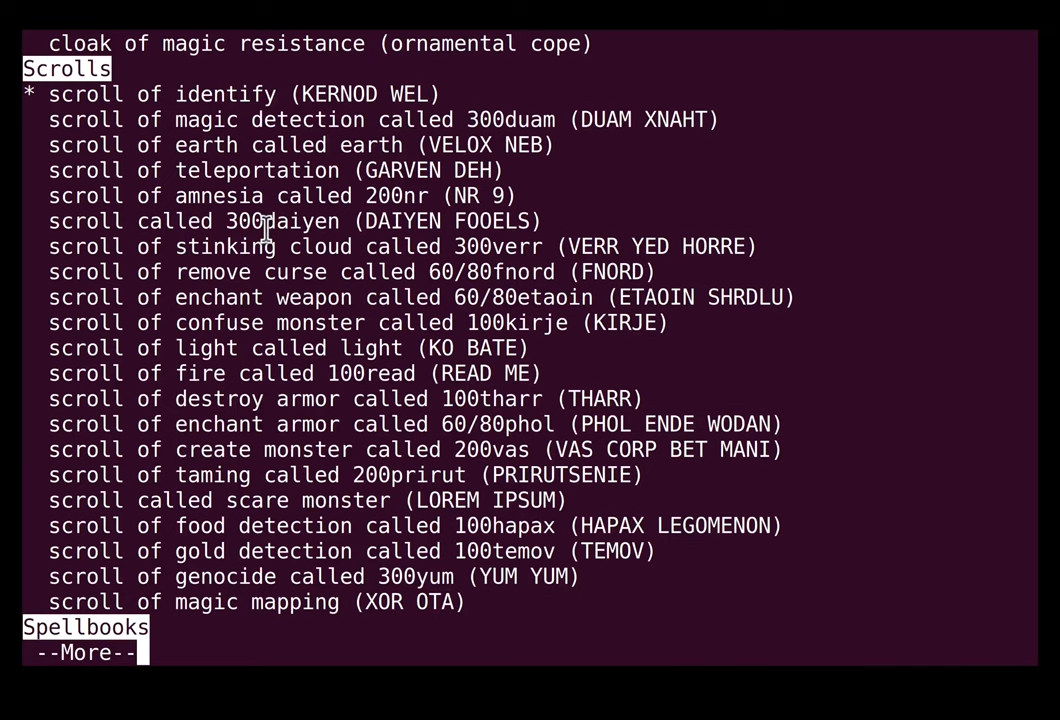 cloak of magic resistance (ornamental cope)
Scrolls
* scroll of identify (KERNOD WEL)
scroll of magic detection called 300duam (DUAM XNAHT)
scroll of earth called earth (VELOX NEB)
scroll of teleportation (GARVEN DEH)
scroll of amnesia called 200nr (NR 9)
scroll called 300daiyen (DAIYEN FOOELS)
scroll of stinking cloud called 300verr (VERR YED HORRE)
scroll of remove curse called 60/80fnord (FNORD)
scroll of enchant weapon called 60/80etaoin (ETAOIN SHRDLU)
scroll of confuse monster called 100kirje (KIRJE)
scroll of light called light (KO BATE)
scroll of fire called 100read (READ ME)
scroll of destroy armor called 100tharr (THARR)
scroll of enchant armor called 60/80phol (PHOL ENDE WODAN)
scroll of create monster called 200vas (VAS CORP BET MANI)
scroll of taming called 200prirut (PRIRUTSENIE)
scroll called scare monster (LOREM IPSUM)
scroll of food detection called 100hapax (HAPAX LEGOMENON)
scroll of gold detection called 100temov (TEMOV)
scroll of genocide called 300yum (YUM YUM)
scroll of magic mapping (XOR OTA)
Spellbooks
--More--